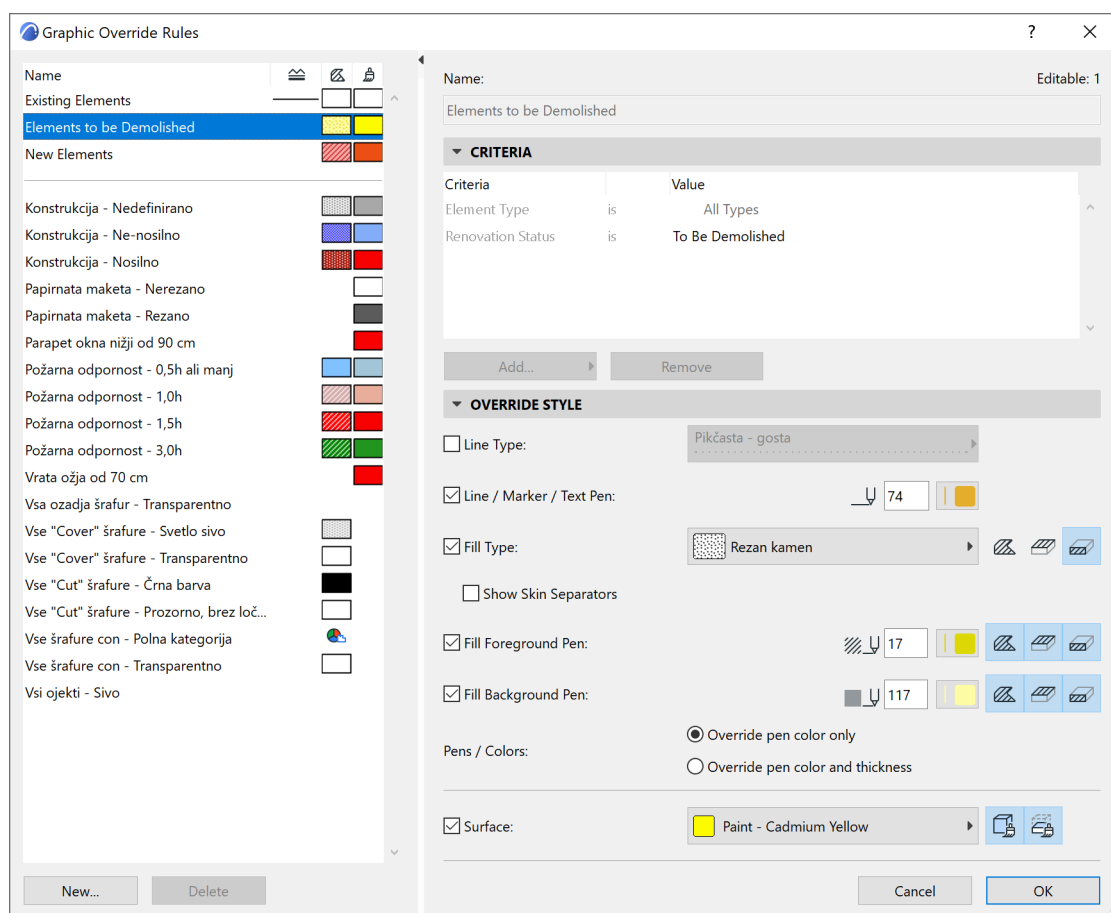 Graphic Override Rules
?
Name
Existing Elements
Elements to be Demolished
New Elements
Konstrukcija - Nedefinirano
Konstrukcija - Ne-nosilno
Konstrukcija - Nosilno
Papirnata maketa - Nerezano
Papirnata maketa - Rezano
Parapet okna nižji od 90 cm
Požarna odpornost - 0,5h ali manj
Požarna odpornost - 1,0h
Požarna odpornost - 1,5h
Požarna odpornost - 3,0h
Vrata ožja od 70 cm
Vsa ozadja šrafur - Transparentno
Vse "Cover" šrafure - Svetlo sivo
Vse "Cover" šrafure - Transparentno
Vse "Cut" šrafure - Črna barva
Vse "Cut" šrafure - Prozorno, brez loč...
Vse šrafure con - Polna kategorija
Vse šrafure con - Transparentno
Vsi ojekti - Sivo
New...
Delete
Name:
Editable: 1
Elements to be Demolished
CRITERIA
Criteria
Value
Element Type is All Types
Renovation Status is To Be Demolished
Add...
Remove
OVERRIDE STYLE
Line Type:
Pikčasta - gosta
Line / Marker / Text Pen:
74
Fill Type:
Rezan kamen
Show Skin Separators
Fill Foreground Pen:
17
Fill Background Pen:
117
Pens / Colors:
Override pen color only
Override pen color and thickness
Surface:
Paint - Cadmium Yellow
Cancel
OK